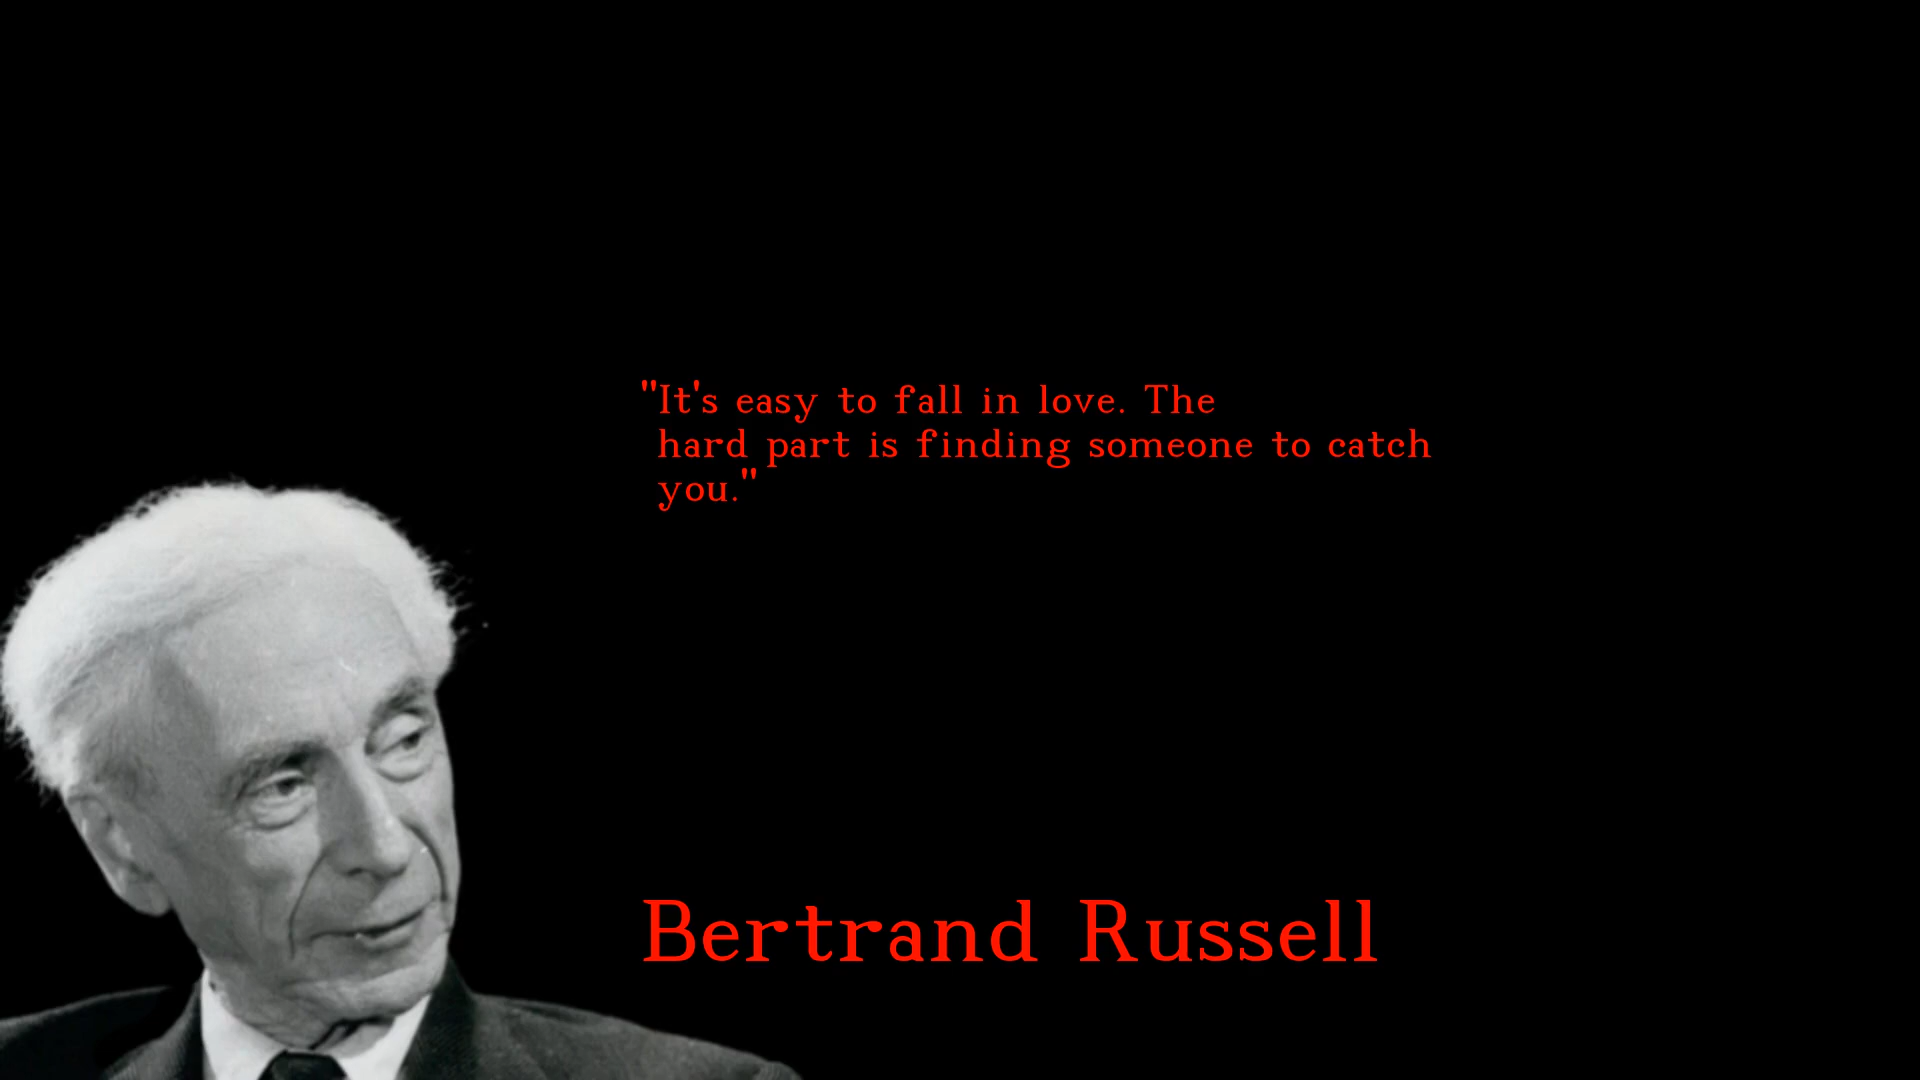 "It's easy to fall in love. The
hard part is finding someone to catch
you."
Bertrand Russell